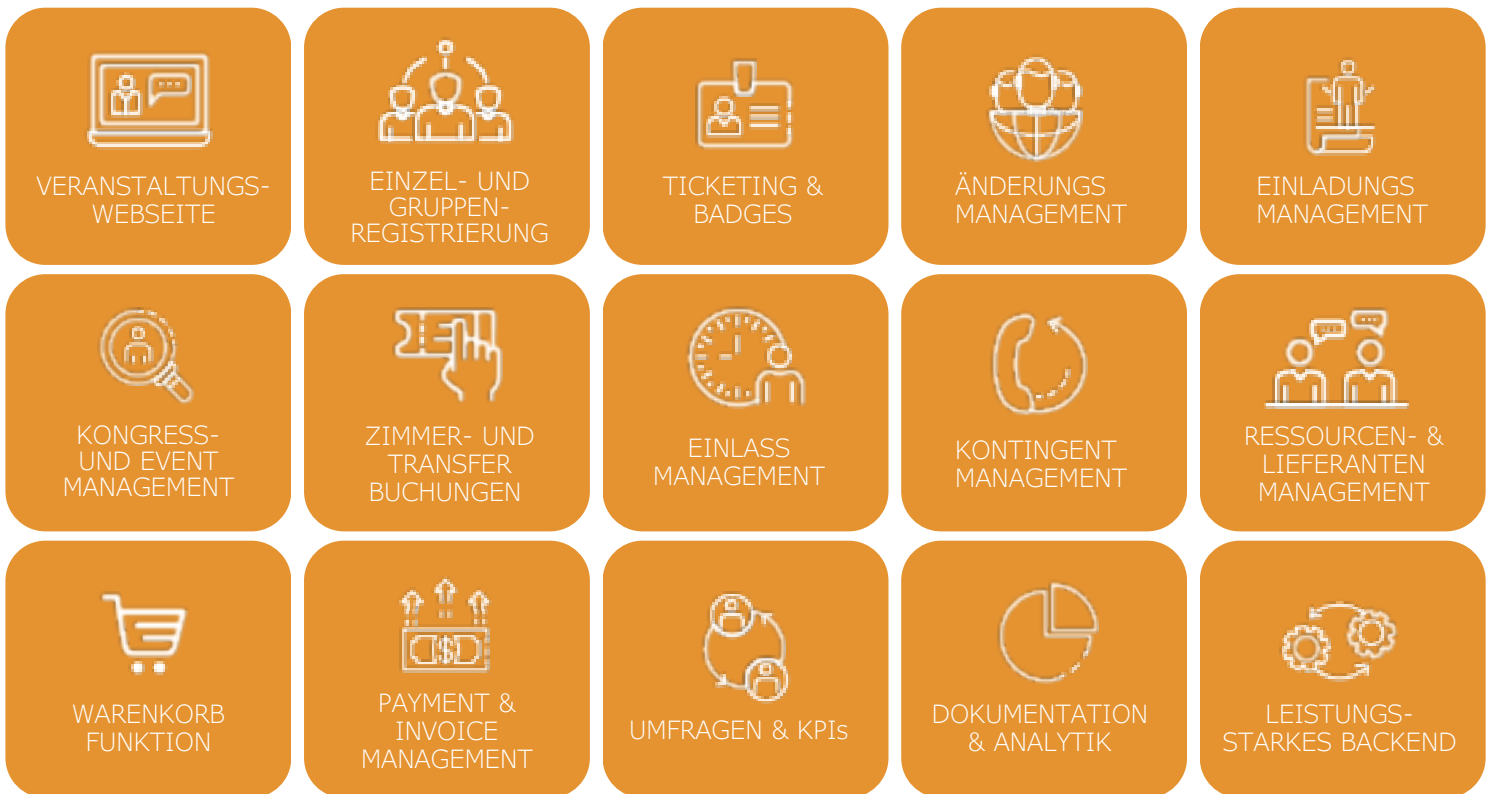 VERANSTALTUNGS-
WEBSEITE
EINZEL- UND
GRUPPEN-
REGISTRIERUNG
TICKETING &
BADGES
ÄNDERUNGS
MANAGEMENT
EINLADUNGS
MANAGEMENT
KONGRESS-
UND EVENT
MANAGEMENT
ZIMMER- UND
TRANSFER
BUCHUNGEN
EINLASS
MANAGEMENT
KONTINGENT
MANAGEMENT
RESSOURCEN- &
LIEFERANTEN
MANAGEMENT
WARENKORB
FUNKTION
PAYMENT &
INVOICE
MANAGEMENT
UMFRAGEN & KPIs
DOKUMENTATION
& ANALYTIK
LEISTUNGS-
STARKES BACKEND